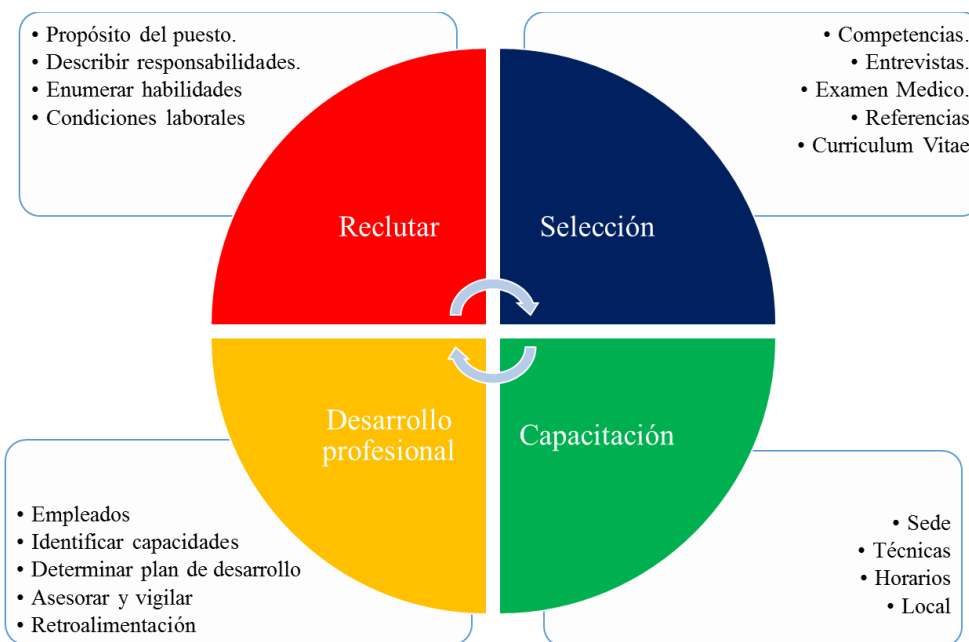 • Propósito del puesto.
• Describir responsabilidades.
• Enumerar habilidades
• Condiciones laborales
• Competencias.
• Entrevistas.
• Examen Medico.
• Referencias
• Curriculum Vitae
Reclutar
Selección
Desarrollo
profesional
Capacitación
• Empleados
• Identificar capacidades
• Determinar plan de desarrollo
• Asesorar y vigilar
• Retroalimentación
• Sede
• Técnicas
• Horarios
• Local